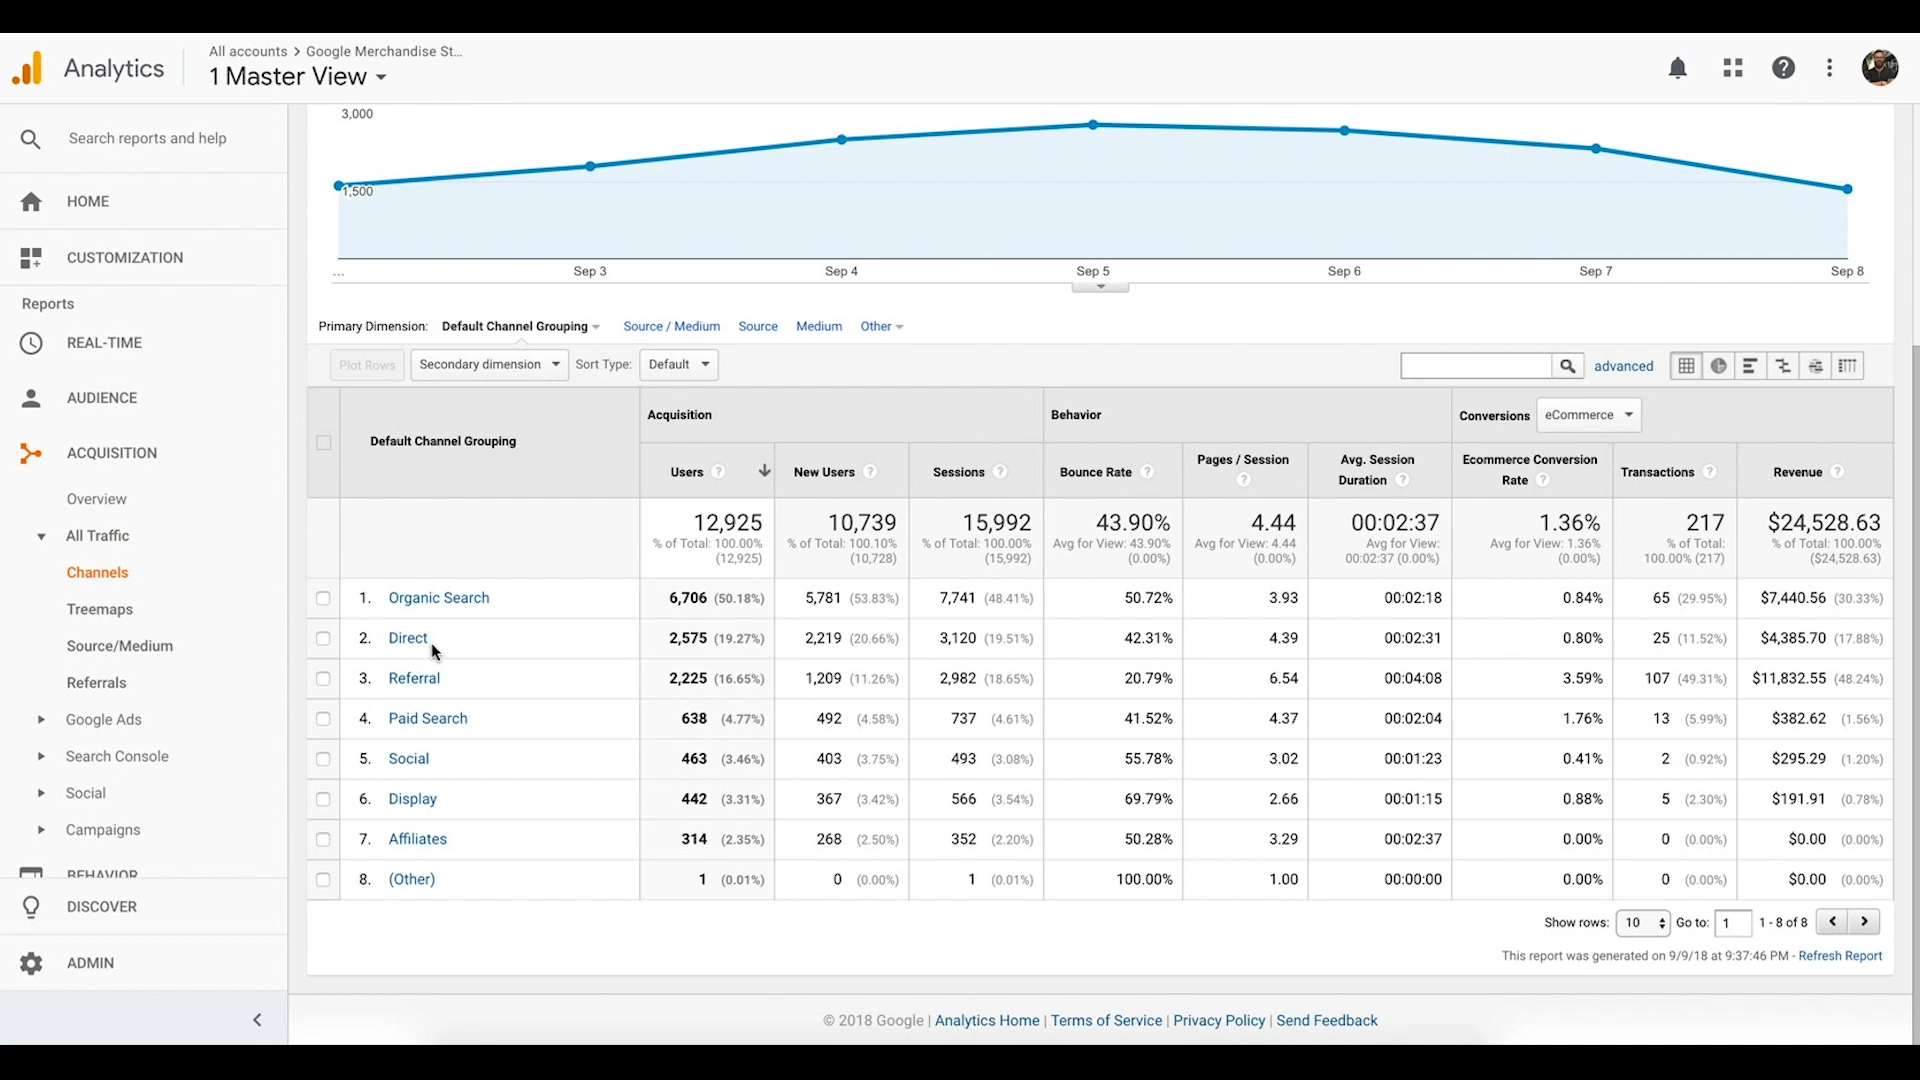 All accounts > Google Merchandise St...
Analytics
1 Master View
Search reports and help
HOME
CUSTOMIZATION
Reports
REAL-TIME
AUDIENCE
ACQUISITION
Overview
All Traffic
Channels
Treemaps
Source/Medium
Referrals
Google Ads
Search Console
Social
Campaigns
BEHAVIOR
DISCOVER
ADMIN
3,000
1,500
... Sep 3 Sep 4 Sep 5 Sep 6 Sep 7 Sep 8
Primary Dimension: Default Channel Grouping Source / Medium Source Medium Other
Plot Rows Secondary dimension Sort Type: Default advanced
Default Channel Grouping
Acquisition Behavior Conversions eCommerce
Users New Users Sessions Bounce Rate Pages / Session Avg. Session Duration Ecommerce Conversion Rate Transactions Revenue
12,925 10,739 15,992 43.90% 4.44 00:02:37 1.36% 217 $24,528.63
% of Total: 100.00% % of Total: 100.10% % of Total: 100.00% Avg for View: 43.90% Avg for View: 4.44 Avg for View: Avg for View: 1.36% % of Total: % of Total: 100.00%
(12,925) (10,728) (15,992) (0.00%) (0.00%) 00:02:37 (0.00%) (0.00%) 100.00% (217) ($24,528.63)
1. Organic Search 6,706 (50.18%) 5,781 (53.83%) 7,741 (48.41%) 50.72% 3.93 00:02:18 0.84% 65 (29.95%) $7,440.56 (30.33%)
2. Direct 2,575 (19.27%) 2,219 (20.66%) 3,120 (19.51%) 42.31% 4.39 00:02:31 0.80% 25 (11.52%) $4,385.70 (17.88%)
3. Referral 2,225 (16.65%) 1,209 (11.26%) 2,982 (18.65%) 20.79% 6.54 00:04:08 3.59% 107 (49.31%) $11,832.55 (48.24%)
4. Paid Search 638 (4.77%) 492 (4.58%) 737 (4.61%) 41.52% 4.37 00:02:04 1.76% 13 (5.99%) $382.62 (1.56%)
5. Social 463 (3.46%) 403 (3.75%) 493 (3.08%) 55.78% 3.02 00:01:23 0.41% 2 (0.92%) $295.29 (1.20%)
6. Display 442 (3.31%) 367 (3.42%) 566 (3.54%) 69.79% 2.66 00:01:15 0.88% 5 (2.30%) $191.91 (0.78%)
7. Affiliates 314 (2.35%) 268 (2.50%) 352 (2.20%) 50.28% 3.29 00:02:37 0.00% 0 (0.00%) $0.00 (0.00%)
8. (Other) 1 (0.01%) 0 (0.00%) 1 (0.01%) 100.00% 1.00 00:00:00 0.00% 0 (0.00%) $0.00 (0.00%)
Show rows: 10 Go to: 1 1 - 8 of 8
This report was generated on 9/9/18 at 9:37:46 PM - Refresh Report
© 2018 Google | Analytics Home | Terms of Service | Privacy Policy | Send Feedback